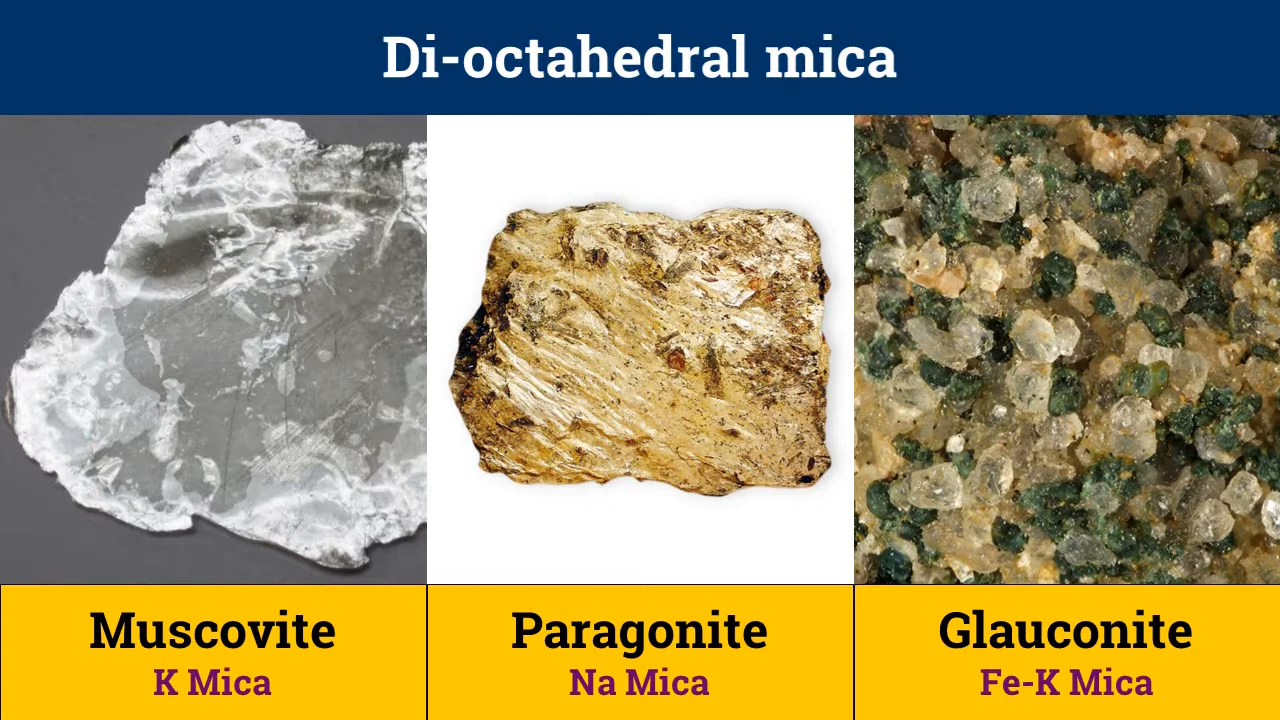 Di-octahedral mica
Muscovite
K Mica
Paragonite
Na Mica
Glauconite
Fe-K Mica